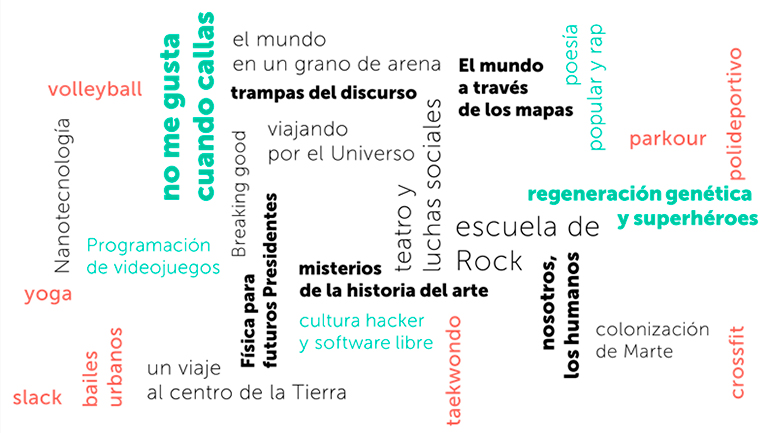 volleyball
no me gusta
cuando callas
el mundo
en un grano de arena
trampas del discurso
El mundo
a través
de los mapas
poesía
popular y rap
polideportivo
parkour
Nanotecnología
Breaking good
viajando
por el Universo
teatro y
luchas sociales
regeneración genética
y superhéroes
escuela de
Rock
Programación
de videojuegos
yoga
Física para
futuros Presidentes
misterios
de la historia del arte
nosotros,
los humanos
cultura hacker
y software libre
taekwondo
colonización
de Marte
crossfit
slack
bailes
urbanos
un viaje
al centro de la Tierra